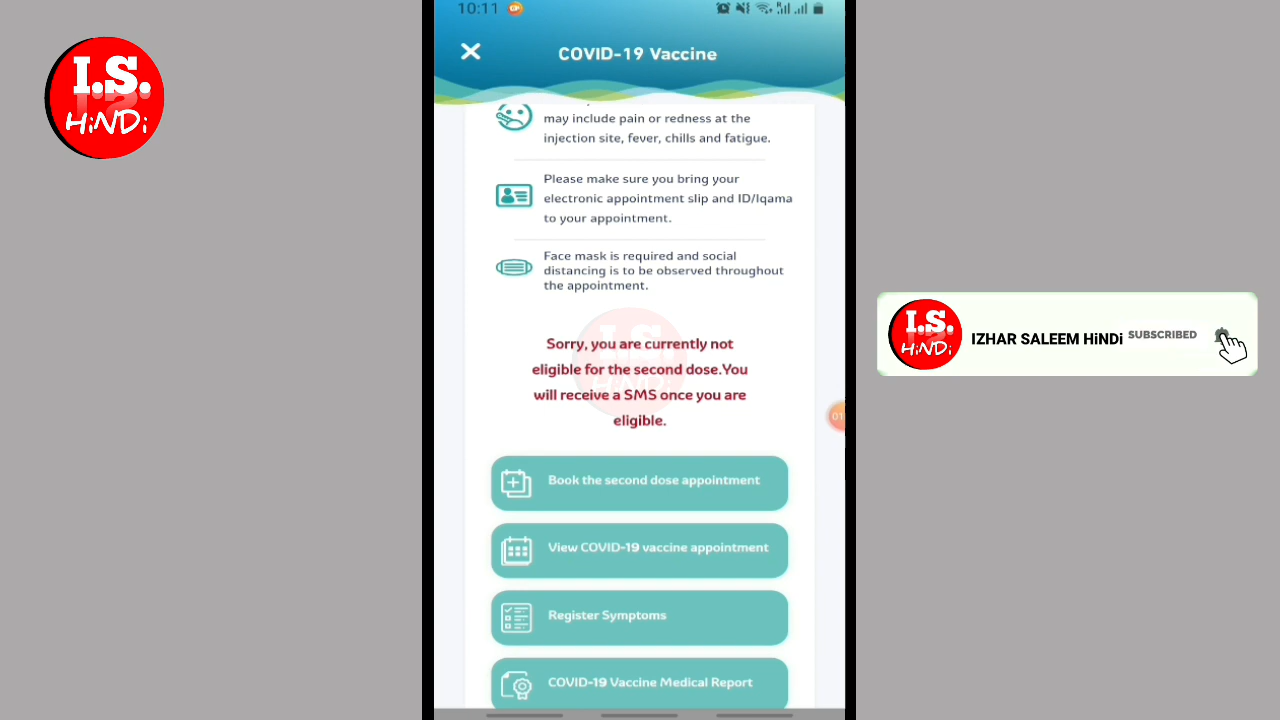 I.S.
HiNDi
10:11
GP
COVID-19 Vaccine
may include pain or redness at the
injection site, fever, chills and fatigue.
Please make sure you bring your
electronic appointment slip and ID/Iqama
to your appointment.
Face mask is required and social
distancing is to be observed throughout
the appointment.
Sorry, you are currently not
eligible for the second dose.You
will receive a SMS once you are
eligible.
I.S.
HiNDi
Book the second dose appointment
View COVID-19 vaccine appointment
Register Symptoms
COVID-19 Vaccine Medical Report
I.S.
HiNDi
IZHAR SALEEM HiNDi
SUBSCRIBED